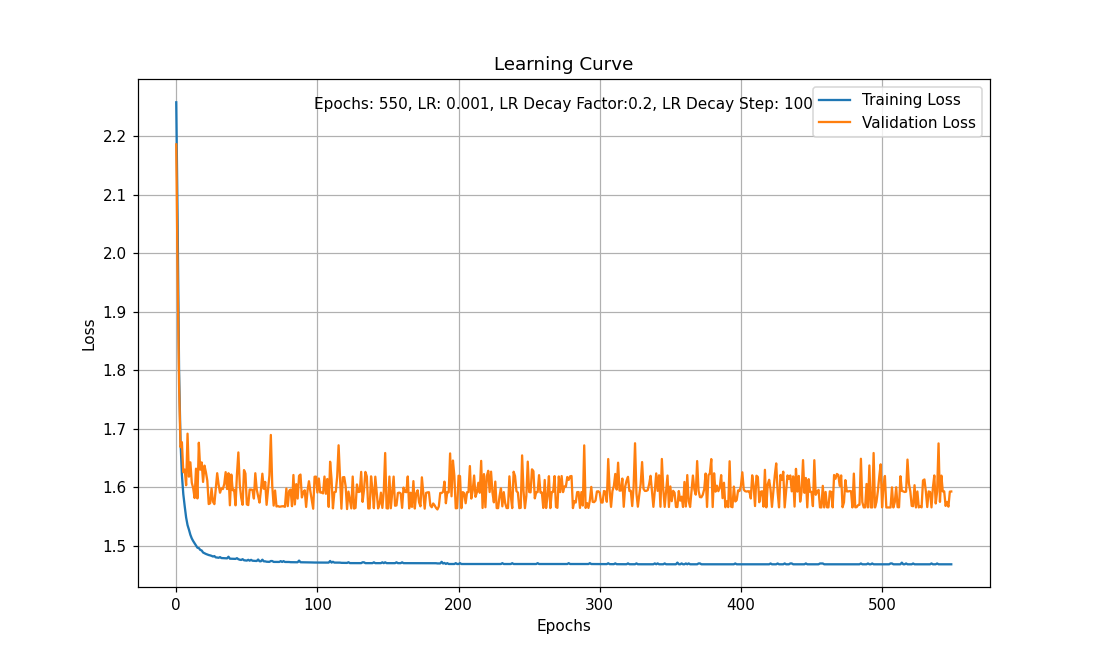 Learning Curve
Epochs: 550, LR: 0.001, LR Decay Factor:0.2, LR Decay Step: 100
Training Loss
Validation Loss
2.2
2.1
2.0
1.9
1.8
1.7
1.6
1.5
Loss
0 100 200 300 400 500
Epochs